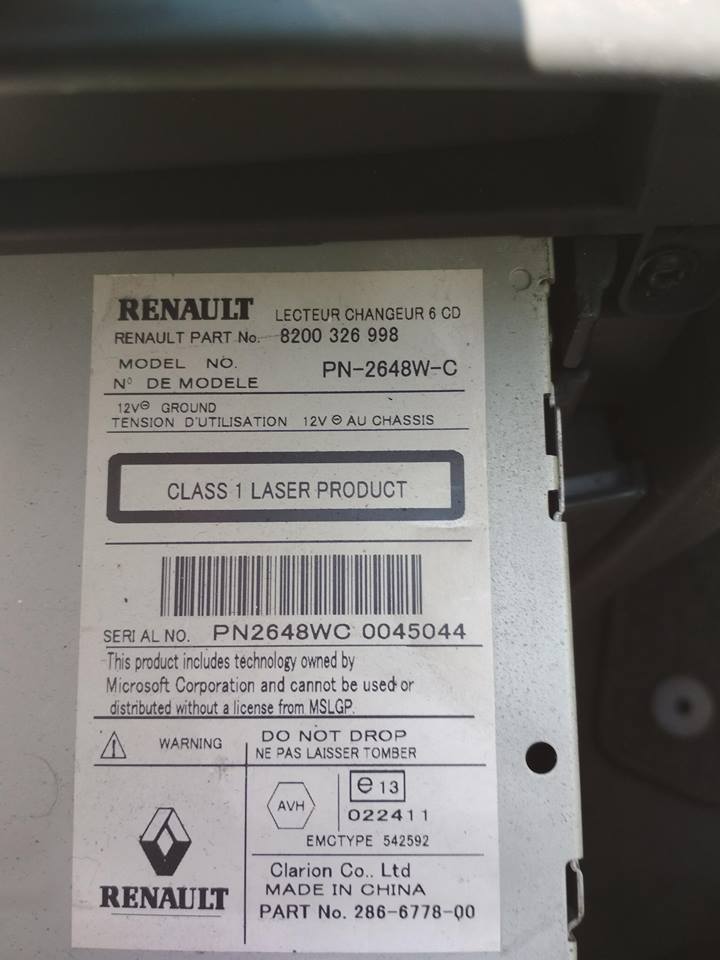 RENAULT LECTEUR CHANGEUR 6 CD
RENAULT PART No. 8200 326 998
MODEL NO.
N° DE MODELE PN-2648W-C
12V⊖ GROUND
TENSION D'UTILISATION 12V ⊖ AU CHASSIS
CLASS 1 LASER PRODUCT
SERIAL NO. PN2648WC 0045044
This product includes technology owned by
Microsoft Corporation and cannot be used or
distributed without a license from MSLGP.
WARNING
DO NOT DROP
NE PAS LAISSER TOMBER
RENAULT
AVH
e13
022411
EMCTYPE 542592
Clarion Co., Ltd
MADE IN CHINA
PART No. 286-6778-00